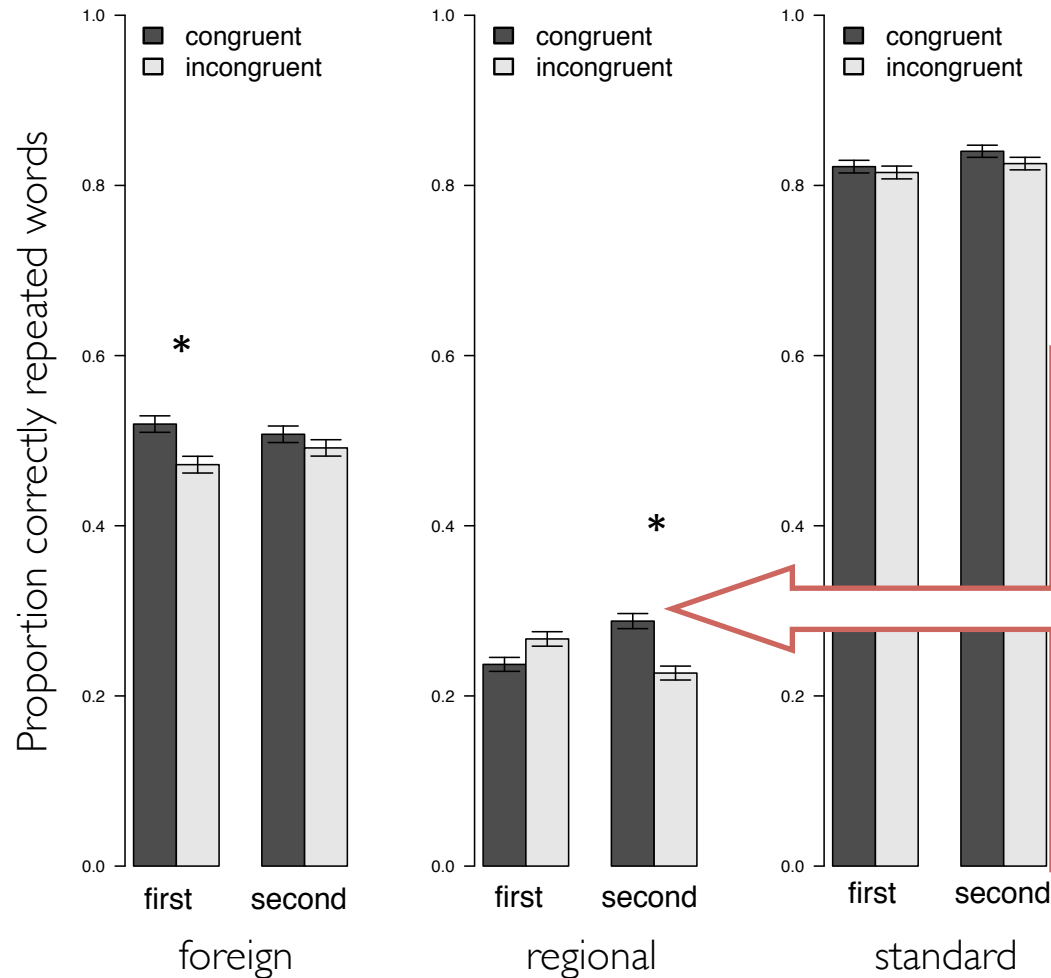 Proportion correctly repeated words
1.0
0.8
0.6
0.4
0.2
0.0
congruent
incongruent
*
first second
foreign
1.0
0.8
0.6
0.4
0.2
0.0
congruent
incongruent
*
first second
regional
1.0
0.8
0.6
0.4
0.2
0.0
congruent
incongruent
first second
standard